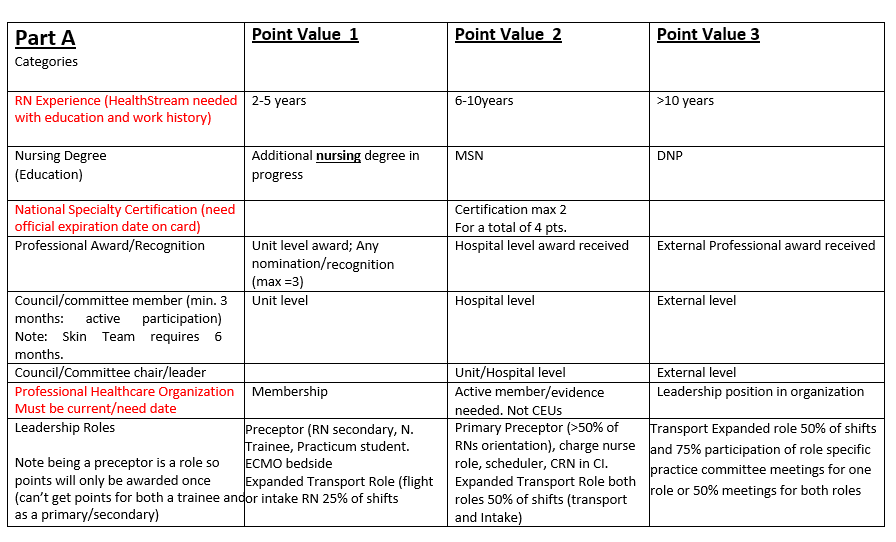 Part A
Categories
Point Value  1
Point Value  2
Point Value 3
RN Experience (HealthStream needed
with education and work history)
2-5 years
6-10years
>10 years
Nursing Degree
(Education)
Additional nursing degree in
progress
MSN
DNP
National Specialty Certification (need
official expiration date on card)
Certification max 2
For a total of 4 pts.
Professional Award/Recognition
Unit level award; Any
nomination/recognition
(max =3)
Hospital level award received
External Professional award received
Council/committee member (min. 3
months: active participation)
Note: Skin Team requires 6
months.
Unit level
Hospital level
External level
Council/Committee chair/leader
Unit/Hospital level
External level
Professional Healthcare Organization
Must be current/need date
Membership
Active member/evidence
needed. Not CEUs
Leadership position in organization
Leadership Roles
Note being a preceptor is a role so
points will only be awarded once
(can’t get points for both a trainee and
as a primary/secondary)
Preceptor (RN secondary, N.
Trainee, Practicum student.
ECMO bedside
Expanded Transport Role (flight
or intake RN 25% of shifts
Primary Preceptor (>50% of
RNs orientation), charge nurse
role, scheduler, CRN in CI.
Expanded Transport Role both
roles 50% of shifts (transport
and Intake)
Transport Expanded role 50% of shifts
and 75% participation of role specific
practice committee meetings for one
role or 50% meetings for both roles